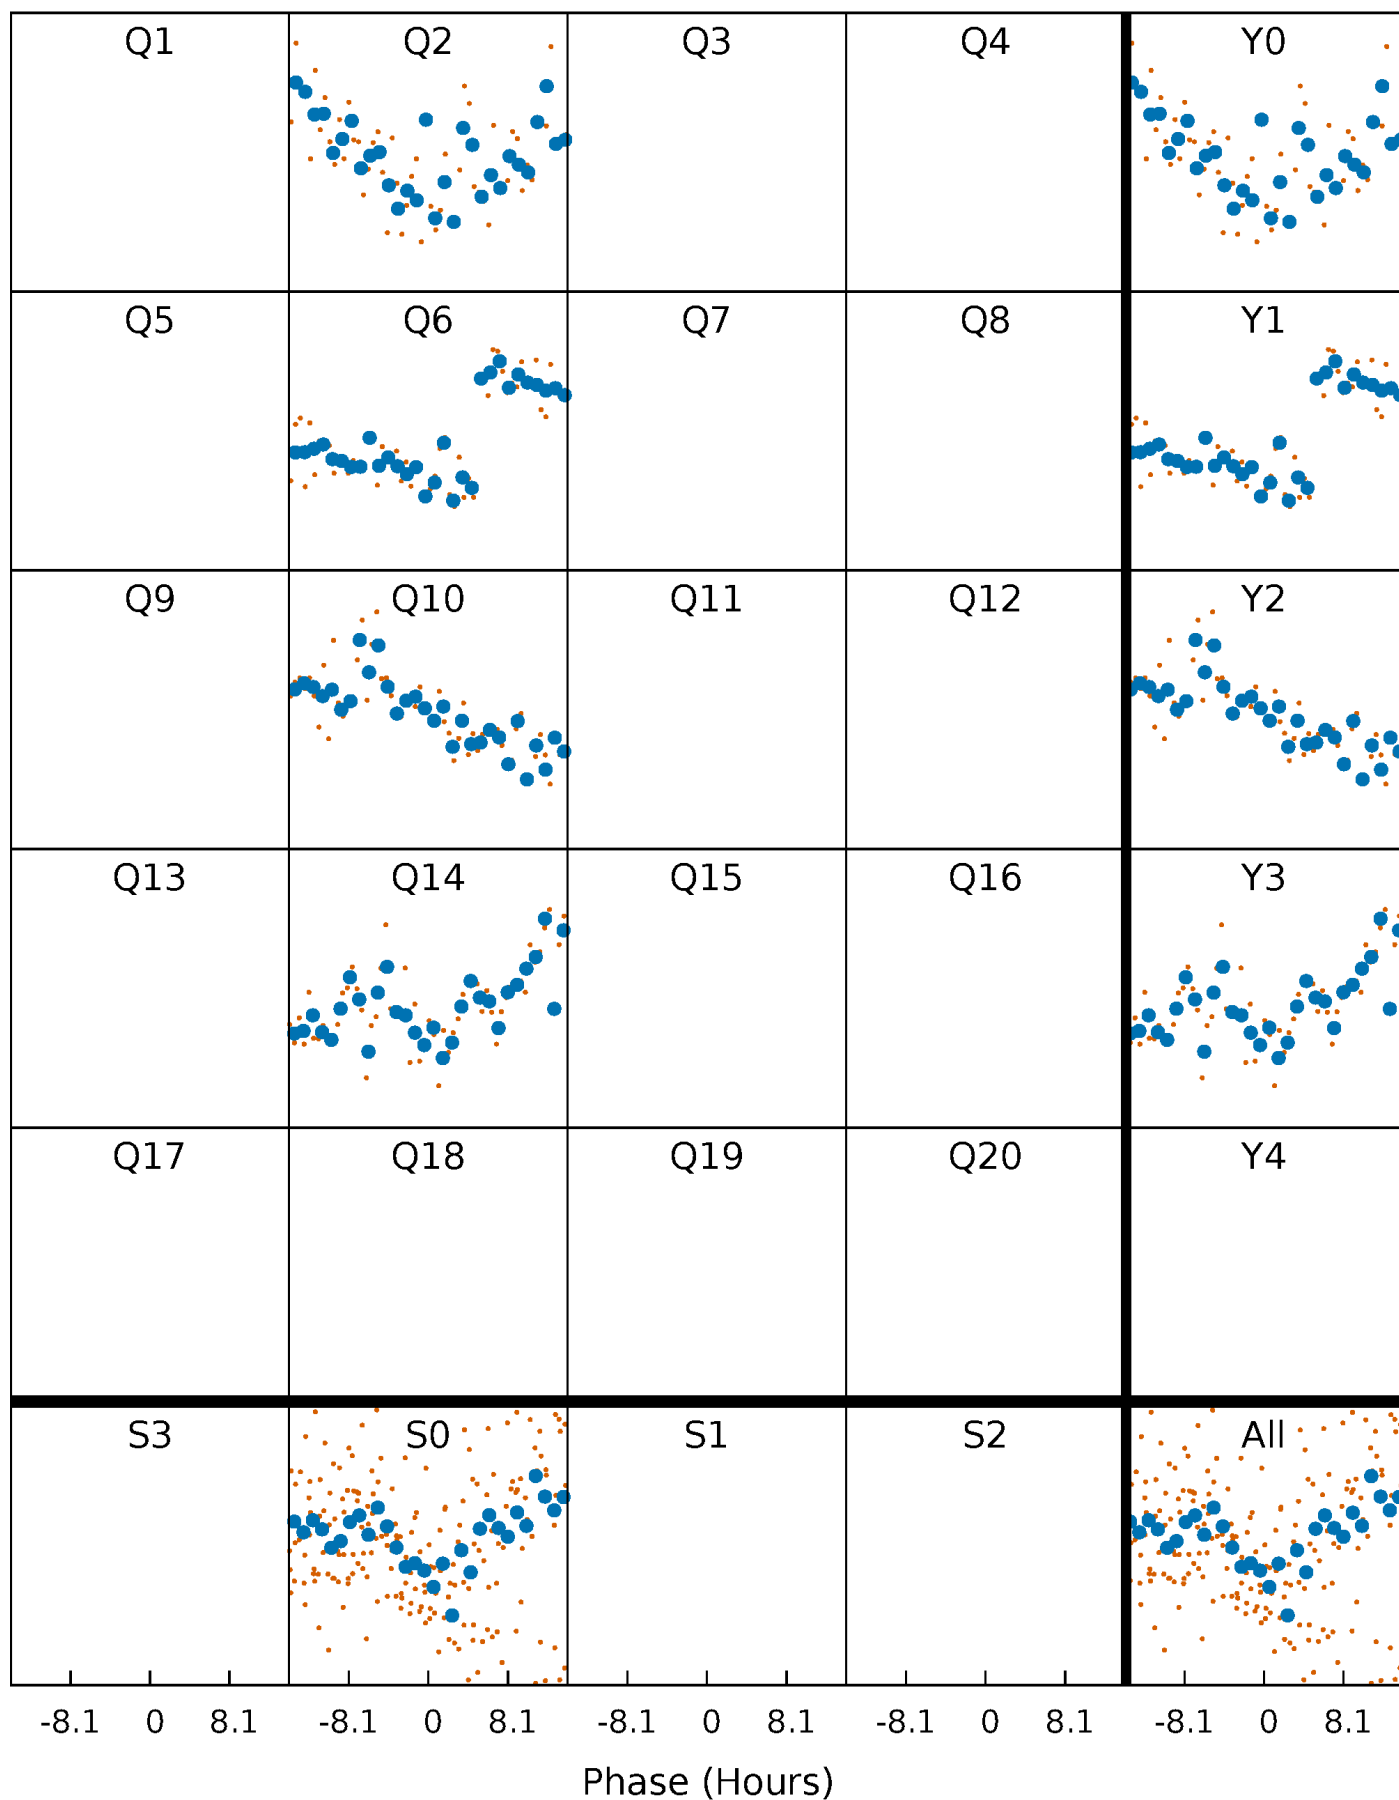 Q1 Q2 Q3 Q4 Y0
Q5 Q6 Q7 Q8 Y1
Q9 Q10 Q11 Q12 Y2
Q13 Q14 Q15 Q16 Y3
Q17 Q18 Q19 Q20 Y4
S3 S0 S1 S2 All
-8.1 0 8.1 -8.1 0 8.1 -8.1 0 8.1 -8.1 0 8.1 -8.1 0 8.1
Phase (Hours)